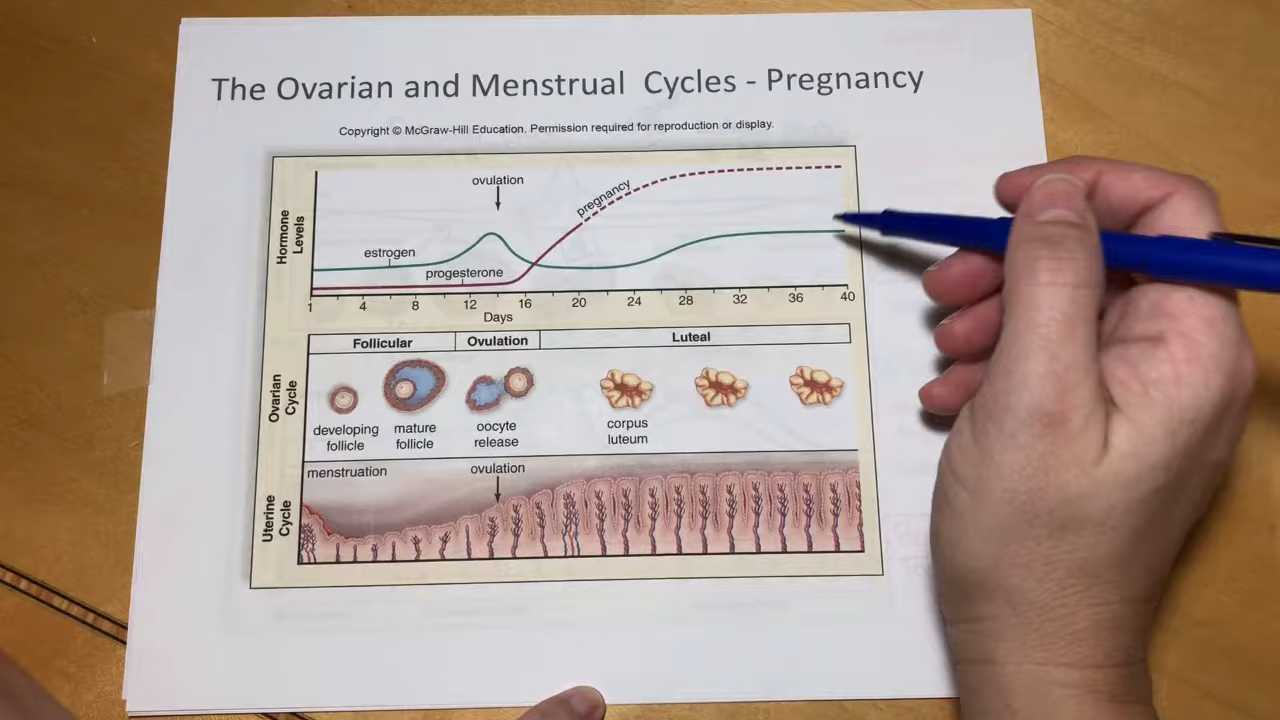 The Ovarian and Menstrual Cycles - Pregnancy
Copyright © McGraw-Hill Education. Permission required for reproduction or display.
Hormone
Levels
ovulation
pregnancy
estrogen
progesterone
1 4 8 12 16 20 24 28 32 36 40
Days
Ovarian
Cycle
Follicular Ovulation Luteal
developing
follicle
mature
follicle
oocyte
release
corpus
luteum
Uterine
Cycle
menstruation
ovulation